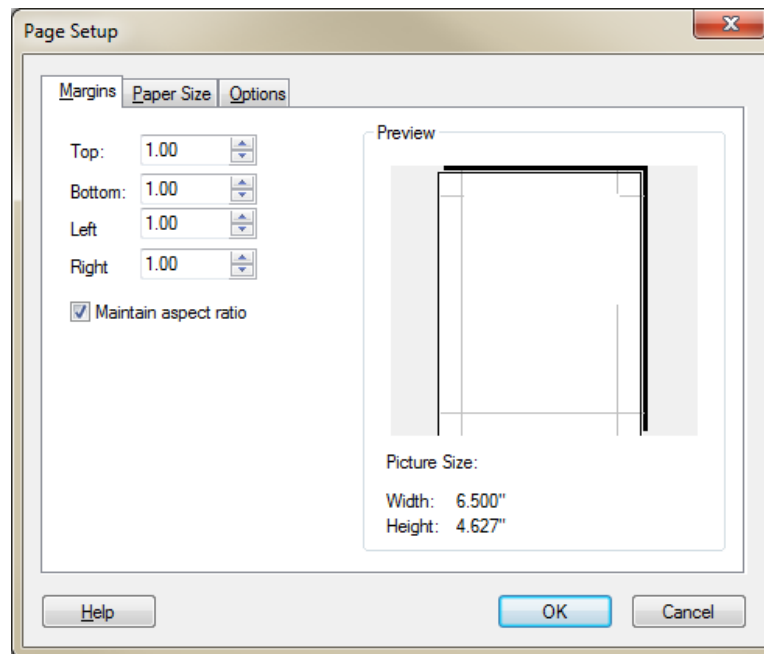 Page Setup
Margins Paper Size Options
Top: 1.00
Bottom: 1.00
Left 1.00
Right 1.00
Maintain aspect ratio
Preview
Picture Size:
Width: 6.500"
Height: 4.627"
Help OK Cancel